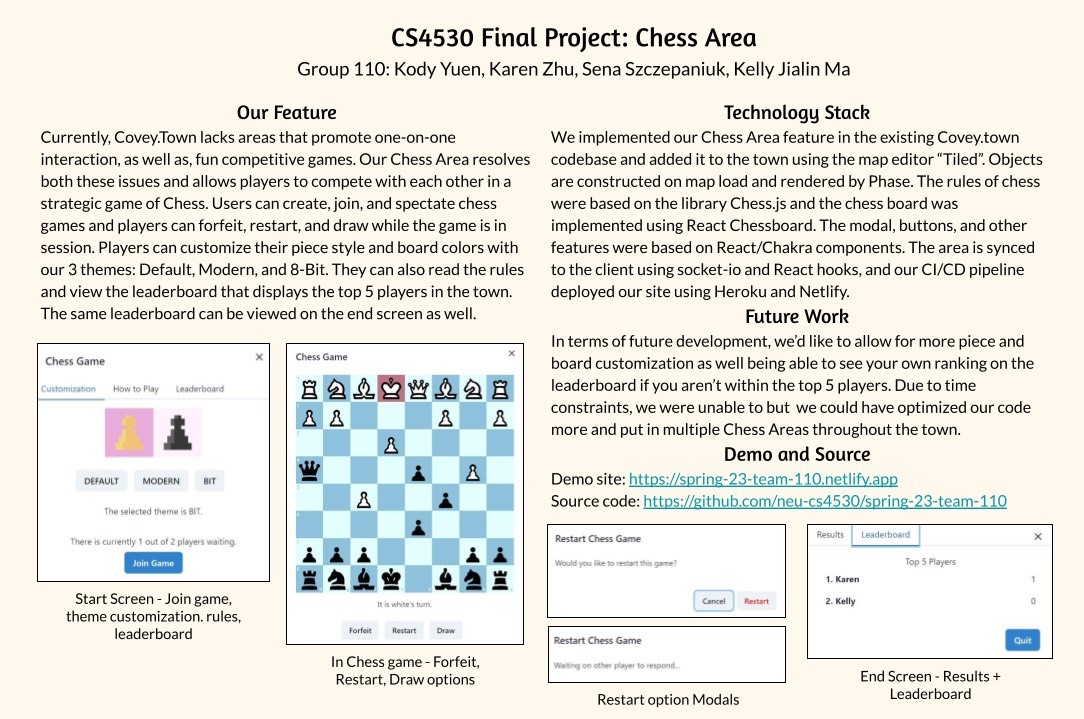 CS4530 Final Project: Chess Area
Group 110: Kody Yuen, Karen Zhu, Sena Szczepaniuk, Kelly Jialin Ma
Our Feature
Currently, Covey.Town lacks areas that promote one-on-one
interaction, as well as, fun competitive games. Our Chess Area resolves
both these issues and allows players to compete with each other in a
strategic game of Chess. Users can create, join, and spectate chess
games and players can forfeit, restart, and draw while the game is in
session. Players can customize their piece style and board colors with
our 3 themes: Default, Modern, and 8-Bit. They can also read the rules
and view the leaderboard that displays the top 5 players in the town.
The same leaderboard can be viewed on the end screen as well.
Chess Game
Customization How to Play Leaderboard
DEFAULT MODERN BIT
The selected theme is BIT.
There is currently 1 out of 2 players waiting.
Join Game
Start Screen - Join game,
theme customization. rules,
leaderboard
Chess Game
It is white's turn.
Forfeit Restart Draw
In Chess game - Forfeit,
Restart, Draw options
Technology Stack
We implemented our Chess Area feature in the existing Covey.town
codebase and added it to the town using the map editor “Tiled”. Objects
are constructed on map load and rendered by Phase. The rules of chess
were based on the library Chess.js and the chess board was
implemented using React Chessboard. The modal, buttons, and other
features were based on React/Chakra components. The area is synced
to the client using socket-io and React hooks, and our CI/CD pipeline
deployed our site using Heroku and Netlify.
Future Work
In terms of future development, we’d like to allow for more piece and
board customization as well being able to see your own ranking on the
leaderboard if you aren’t within the top 5 players. Due to time
constraints, we were unable to but we could have optimized our code
more and put in multiple Chess Areas throughout the town.
Demo and Source
Demo site: https://spring-23-team-110.netlify.app
Source code: https://github.com/neu-cs4530/spring-23-team-110
Restart Chess Game
Would you like to restart this game?
Cancel Restart
Restart Chess Game
Waiting on other player to respond...
Restart option Modals
Results Leaderboard
Top 5 Players
1. Karen 1
2. Kelly 0
Quit
End Screen - Results +
Leaderboard